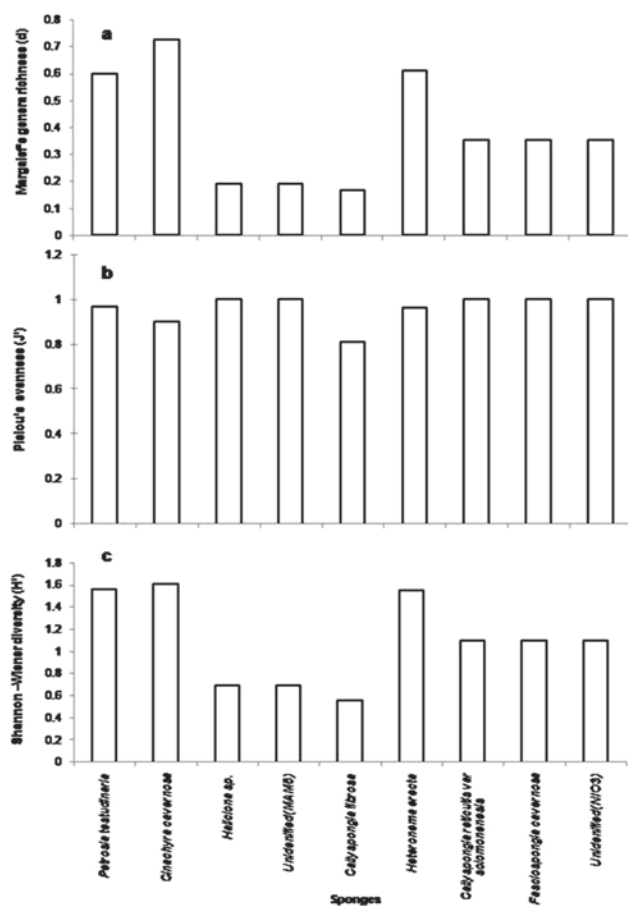 a
Margaleff's genera richness (d)
0.8
0.7
0.6
0.5
0.4
0.3
0.2
0.1
0
b
Pielou's evenness (J')
1.2
1
0.8
0.6
0.4
0.2
0
c
Shannon –Wiener diversity (H')
1.8
1.6
1.4
1.2
1
0.8
0.6
0.4
0.2
0
Petrosia testudinaria
Cinachyra cavernosa
Haliclona sp.
Unidentified(MAM6)
Callyspongia fibrosa
Heteronema erecta
Callyspongia reticutis var
solomonensis
Fasciospongia cavernosa
Unidentified(NIO3)
Sponges